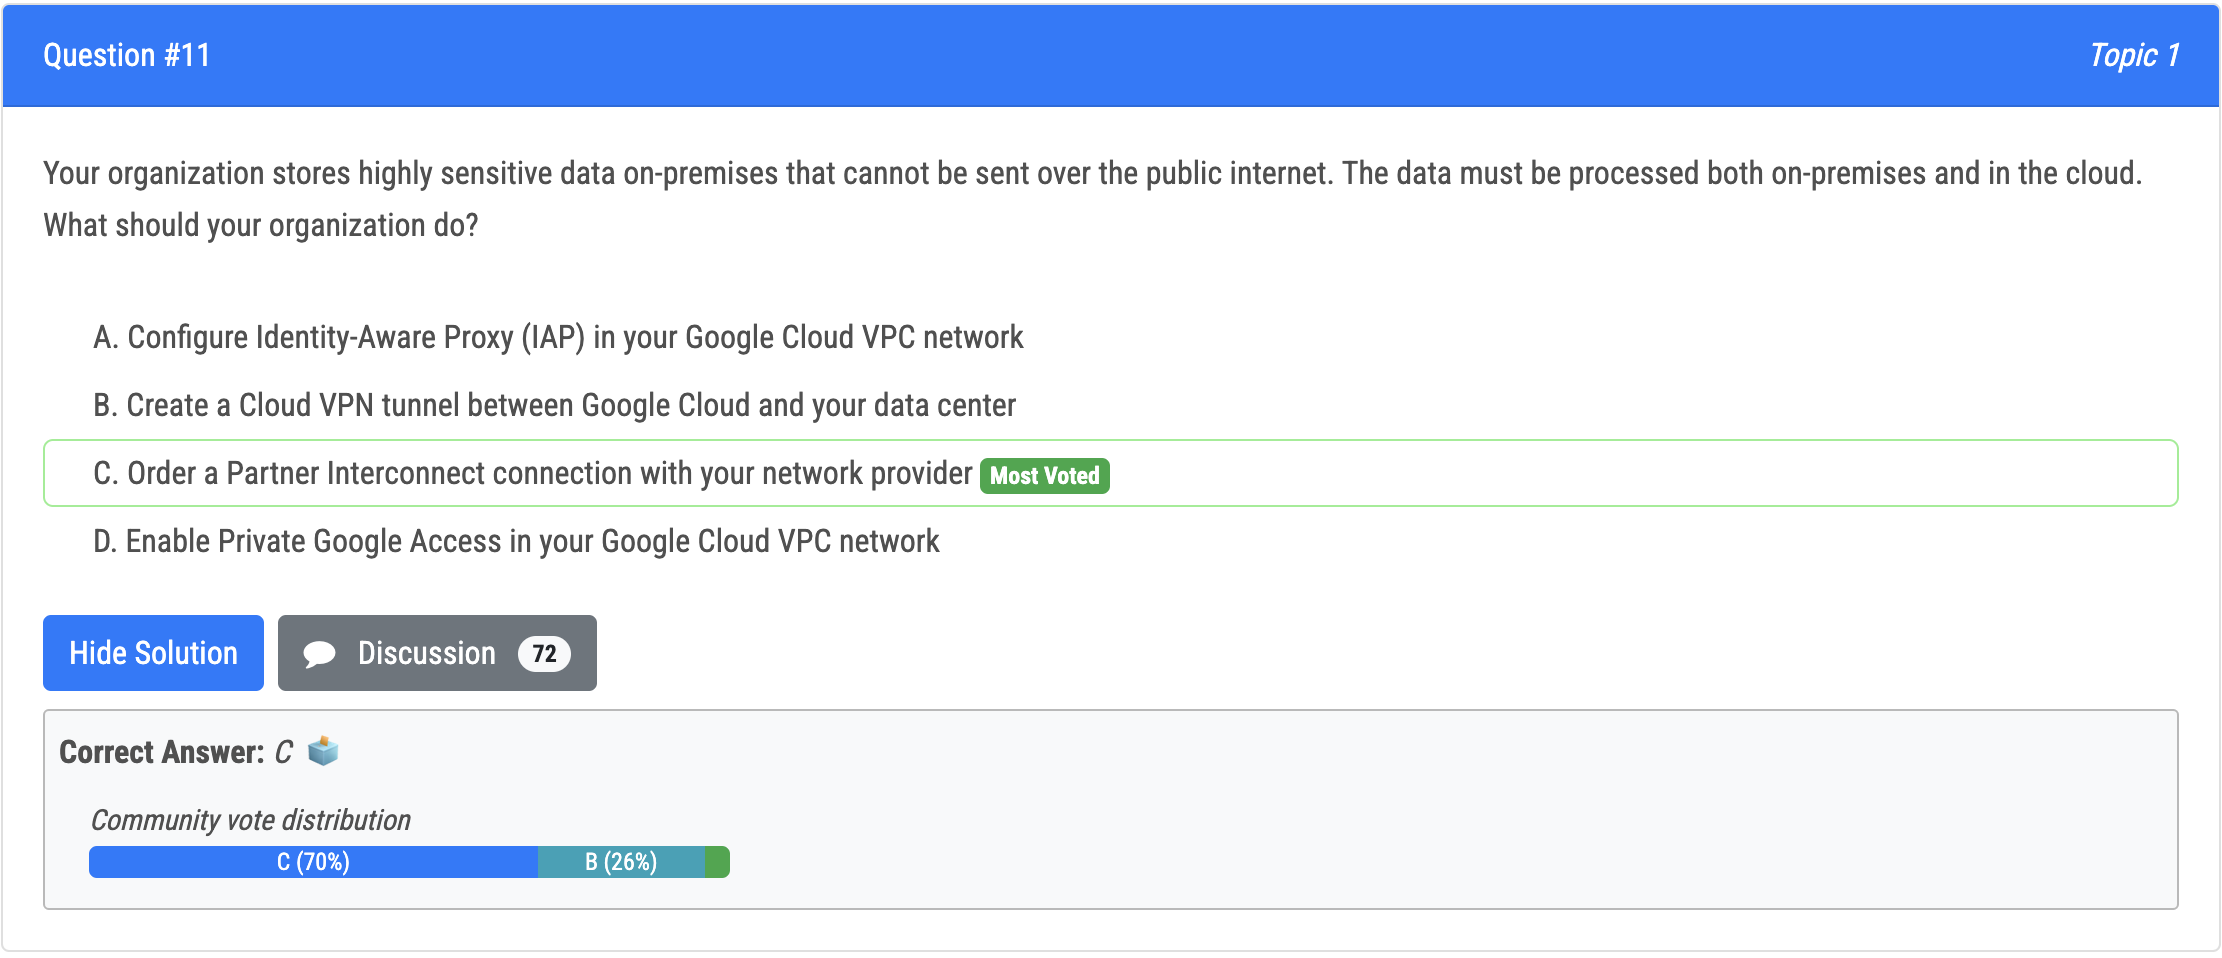 Question #11
Topic 1
Your organization stores highly sensitive data on-premises that cannot be sent over the public internet. The data must be processed both on-premises and in the cloud.
What should your organization do?
A. Configure Identity-Aware Proxy (IAP) in your Google Cloud VPC network
B. Create a Cloud VPN tunnel between Google Cloud and your data center
C. Order a Partner Interconnect connection with your network provider Most Voted
D. Enable Private Google Access in your Google Cloud VPC network
Hide Solution
Discussion 72
Correct Answer: C
Community vote distribution
C (70%)
B (26%)